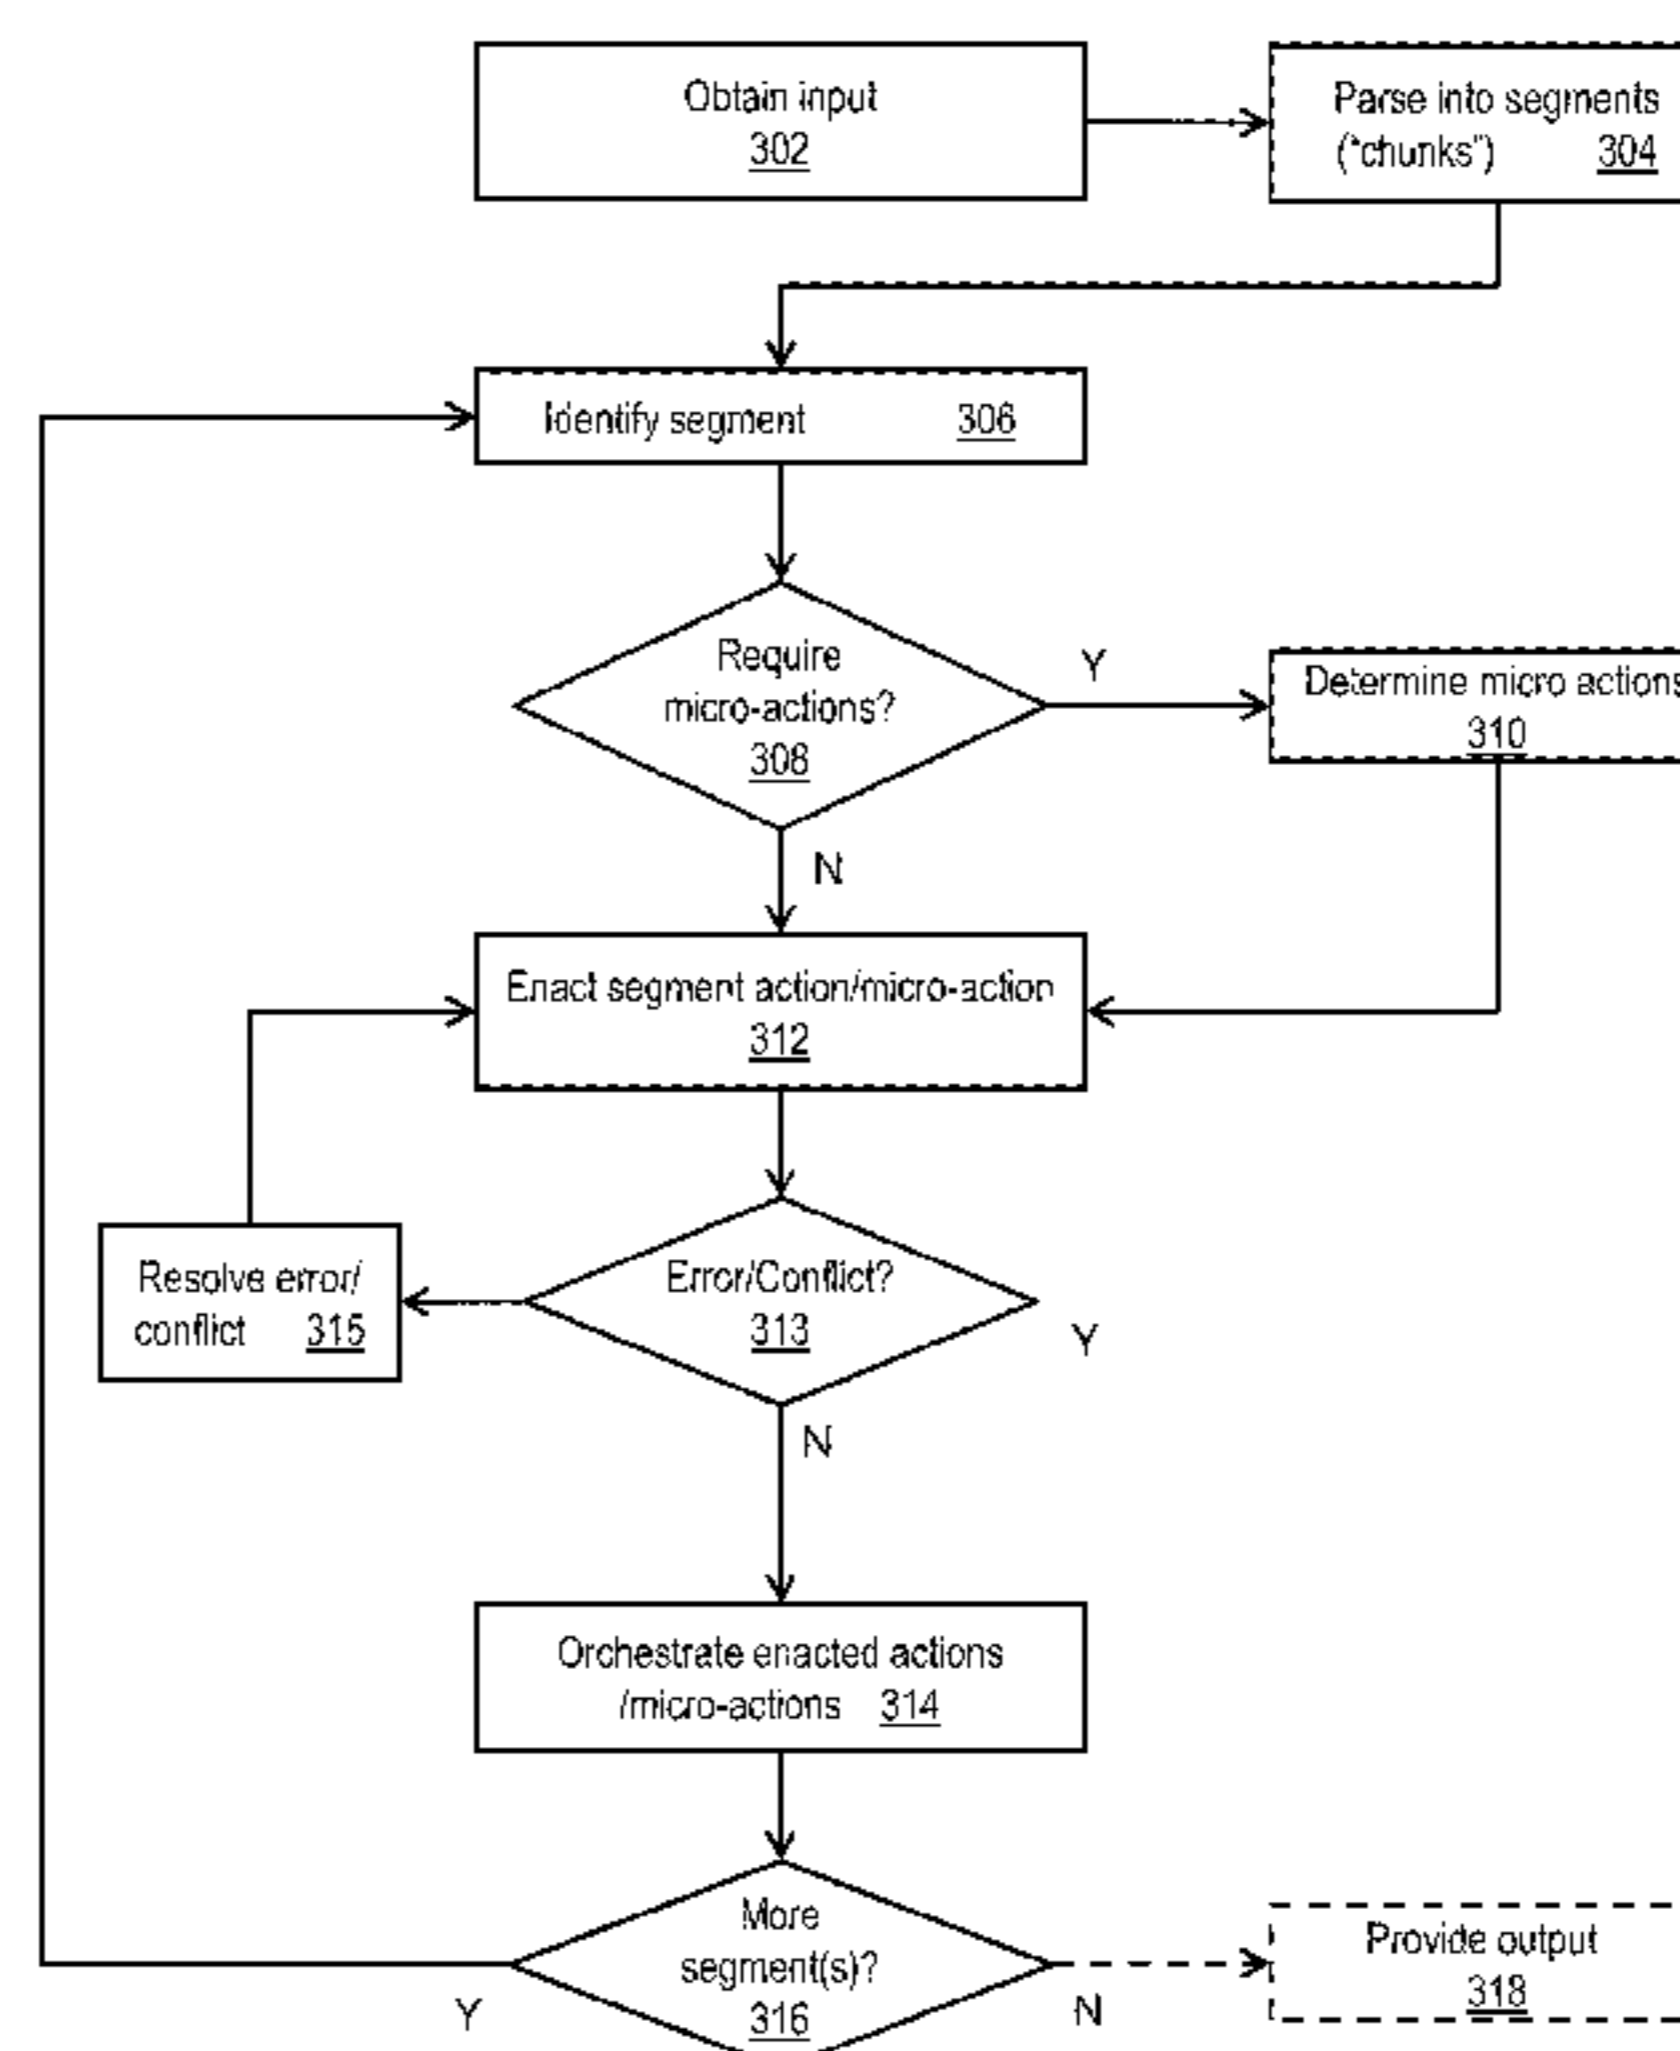 Obtain input
302
Parse into segments
("chunks") 304
Identify segment 306
Require
micro-actions?
308
Y
Determine micro actions
310
N
Enact segment action/micro-action
312
Resolve error/
conflict 315
Error/Conflict?
313
Y
N
Orchestrate enacted actions
/micro-actions 314
More
segment(s)?
316
Y
N
Provide output
318